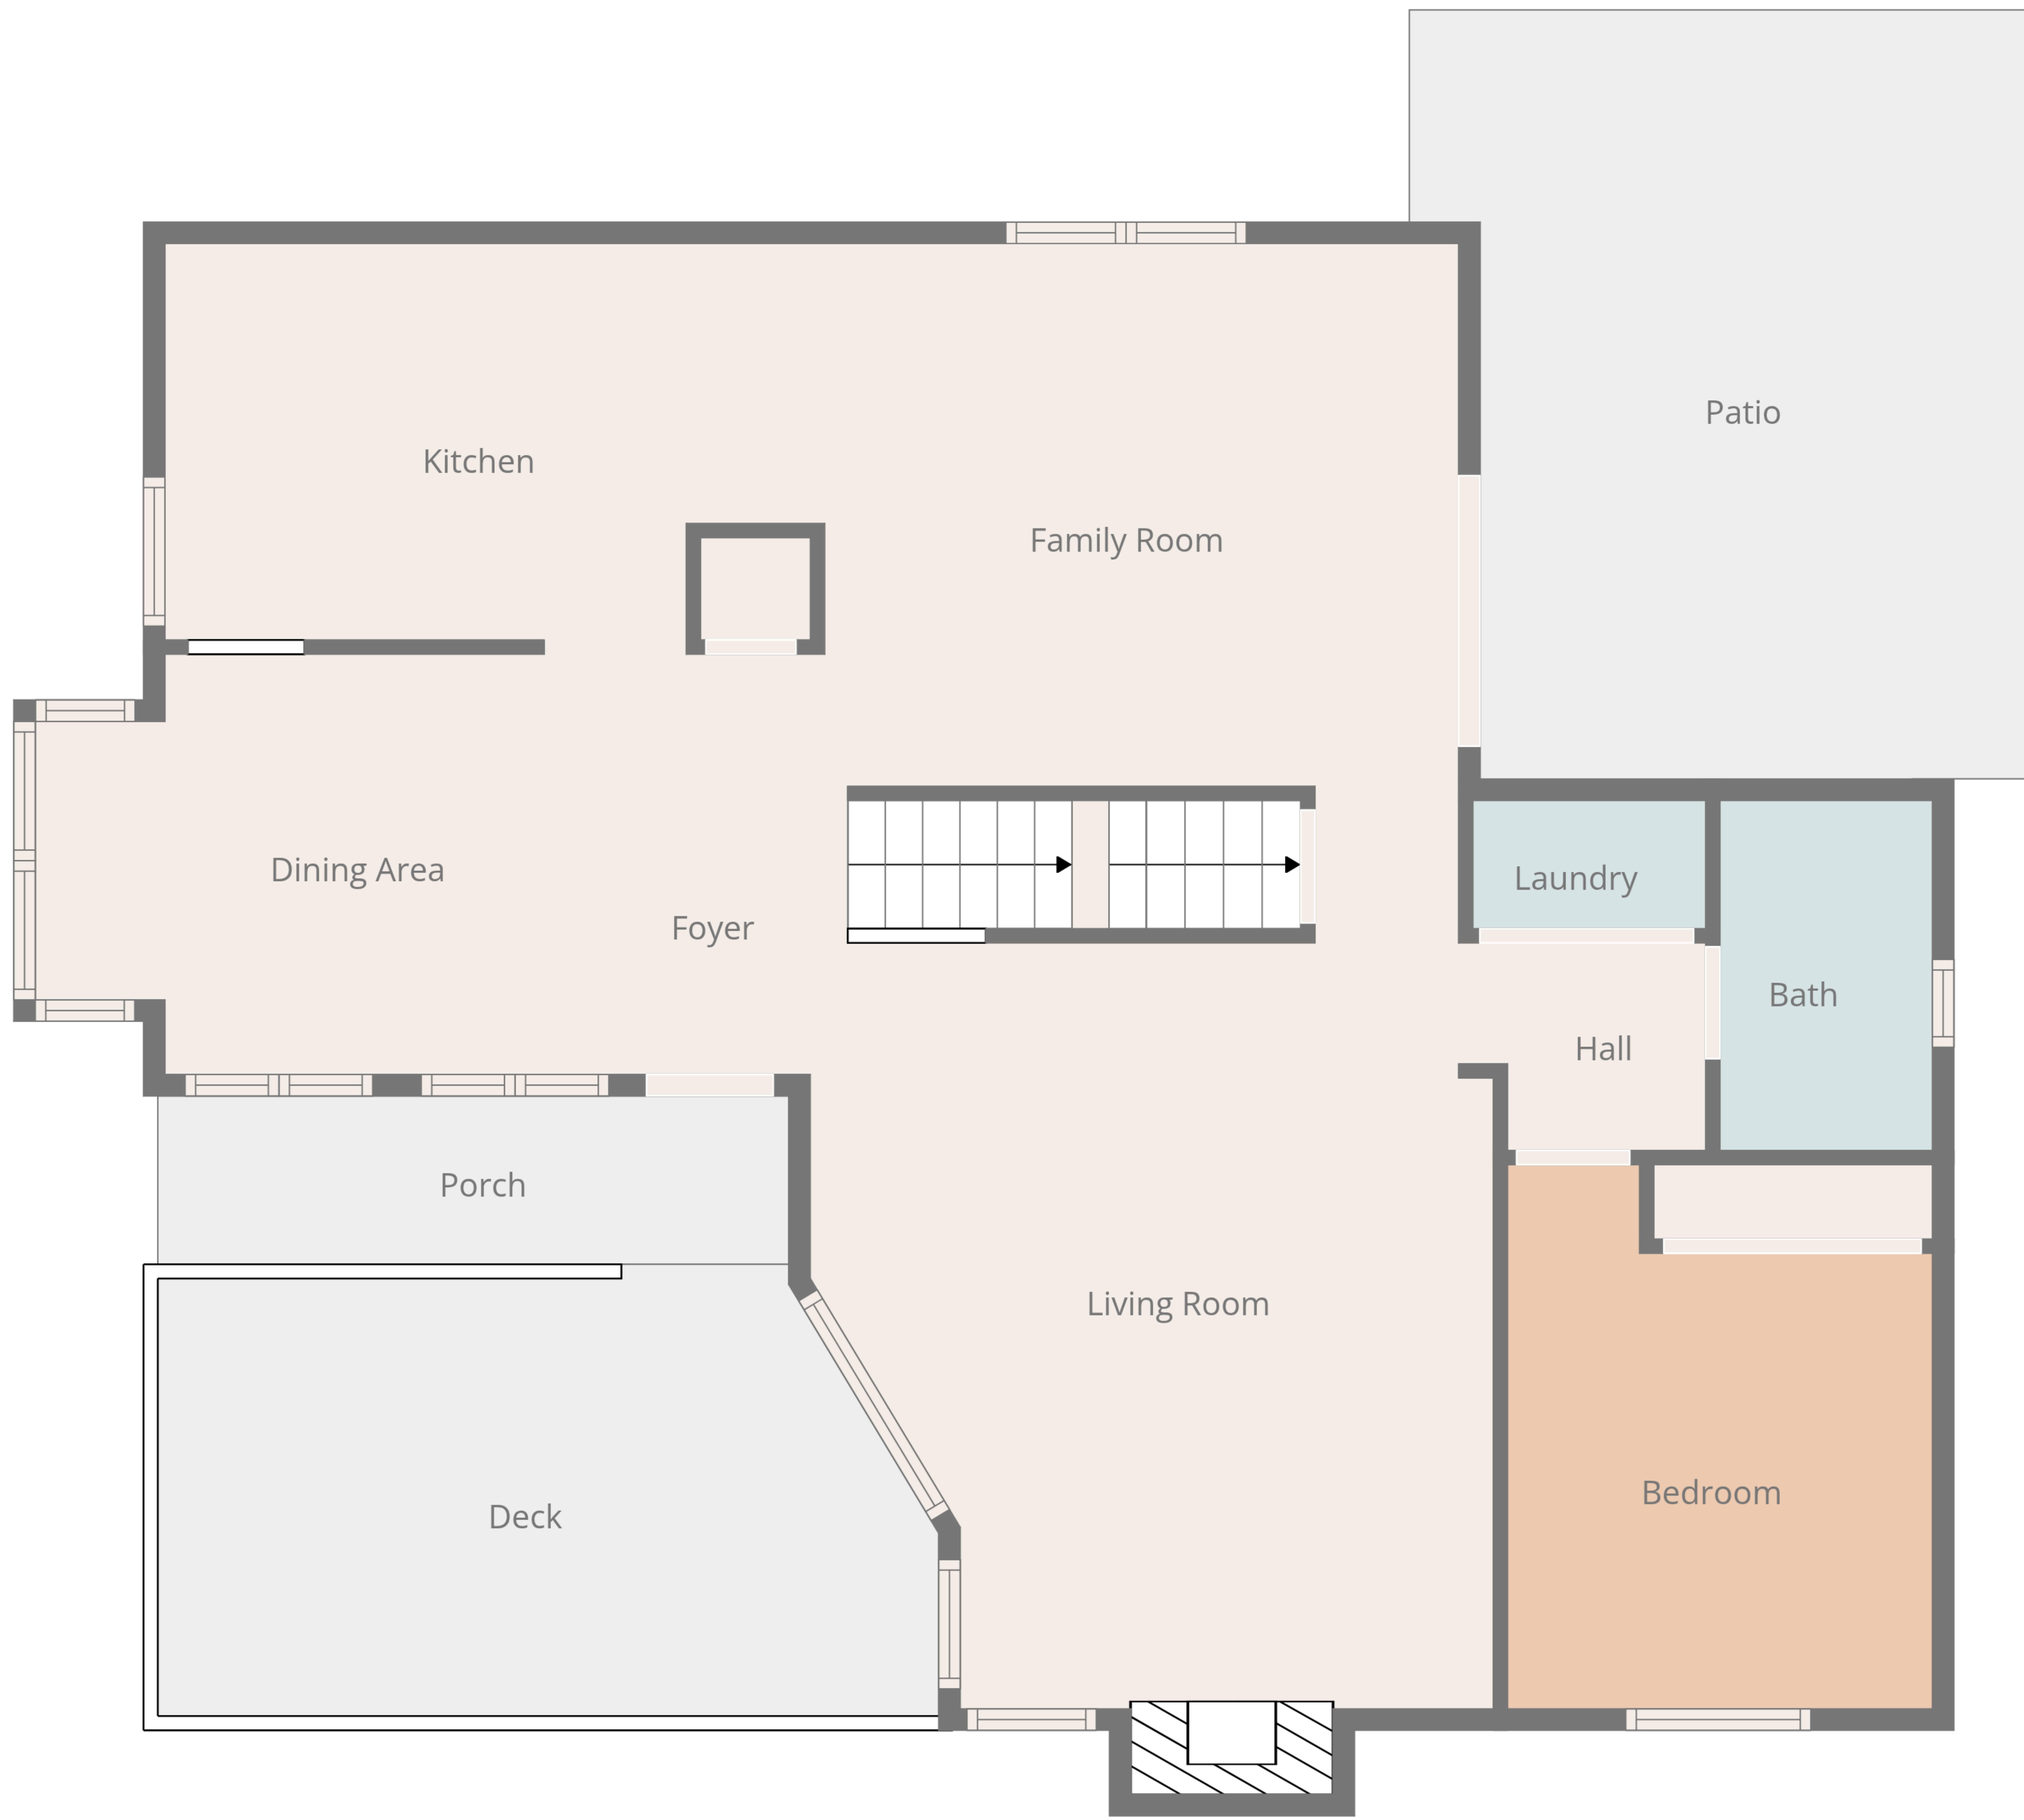 Patio
Kitchen
Family Room
Dining Area
Laundry
Foyer
Bath
Hall
Porch
Living Room
Bedroom
Deck